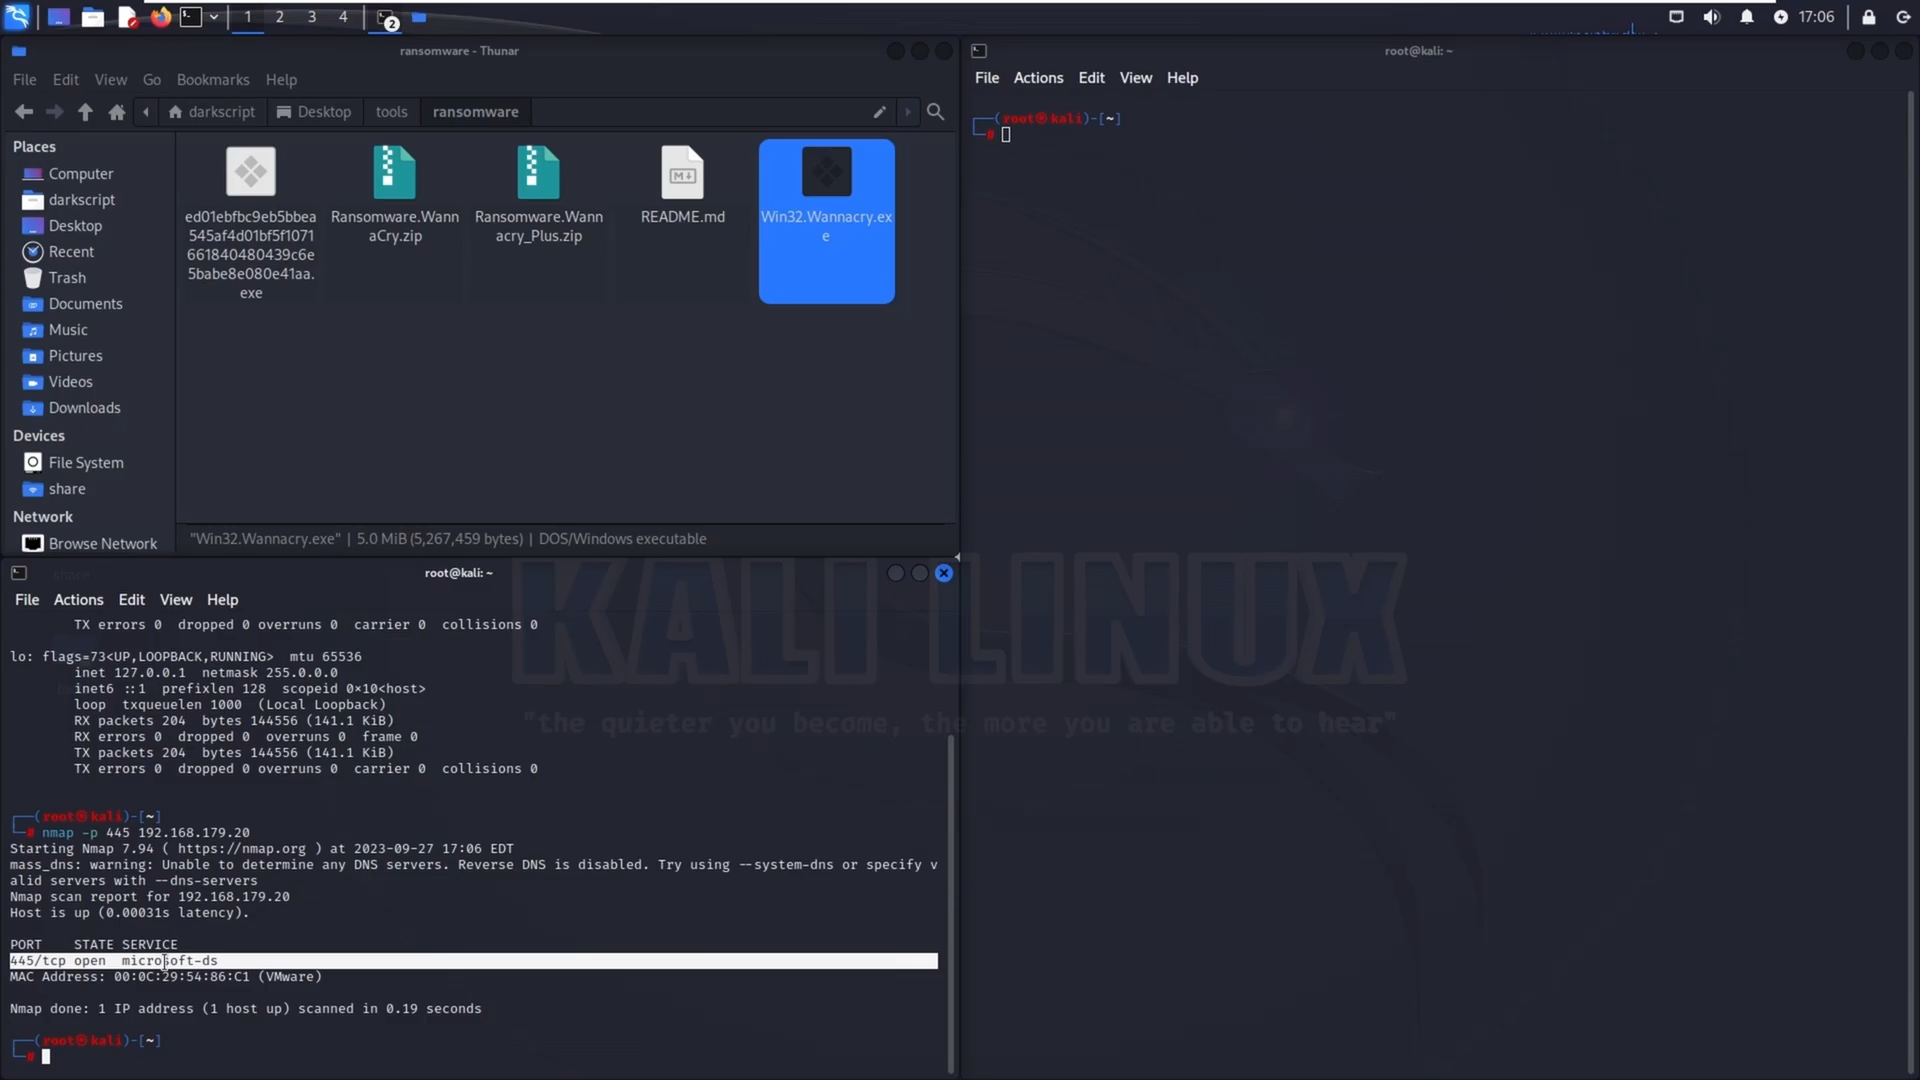 1 2 3 4 2 17:06
ransomware - Thunar
File Edit View Go Bookmarks Help
darkscript Desktop tools ransomware
Places
Computer
darkscript
Desktop
Recent
Trash
Documents
Music
Pictures
Videos
Downloads
Devices
File System
share
Network
Browse Network
ed01ebfbc9eb5bbea
545af4d01bf5f1071
661840480439c6e
5babe8e080e41aa.
exe
Ransomware.Wann
aCry.zip
Ransomware.Wann
acry_Plus.zip
README.md
Win32.Wannacry.ex
e
"Win32.Wannacry.exe" | 5.0 MiB (5,267,459 bytes) | DOS/Windows executable
root@kali: ~
File Actions Edit View Help
(root㉿kali)-[~]
#
root@kali: ~
File Actions Edit View Help
TX errors 0 dropped 0 overruns 0 carrier 0 collisions 0
lo: flags=73<UP,LOOPBACK,RUNNING> mtu 65536
inet 127.0.0.1 netmask 255.0.0.0
inet6 ::1 prefixlen 128 scopeid 0×10<host>
loop txqueuelen 1000 (Local Loopback)
RX packets 204 bytes 144556 (141.1 KiB)
RX errors 0 dropped 0 overruns 0 frame 0
TX packets 204 bytes 144556 (141.1 KiB)
TX errors 0 dropped 0 overruns 0 carrier 0 collisions 0
(root㉿kali)-[~]
# nmap -p 445 192.168.179.20
Starting Nmap 7.94 ( https://nmap.org ) at 2023-09-27 17:06 EDT
mass_dns: warning: Unable to determine any DNS servers. Reverse DNS is disabled. Try using --system-dns or specify v
alid servers with --dns-servers
Nmap scan report for 192.168.179.20
Host is up (0.00031s latency).
PORT STATE SERVICE
445/tcp open microsoft-ds
MAC Address: 00:0C:29:54:86:C1 (VMware)
Nmap done: 1 IP address (1 host up) scanned in 0.19 seconds
(root㉿kali)-[~]
#
KALI LINUX
"the quieter you become, the more you are able to hear"